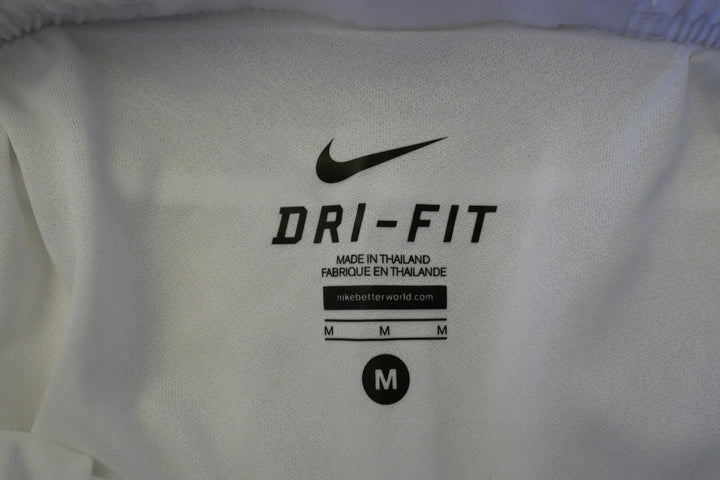 DRI-FIT
MADE IN THAILAND
FABRIQUE EN THAILANDE
nikebetterworld.com
M M M
M